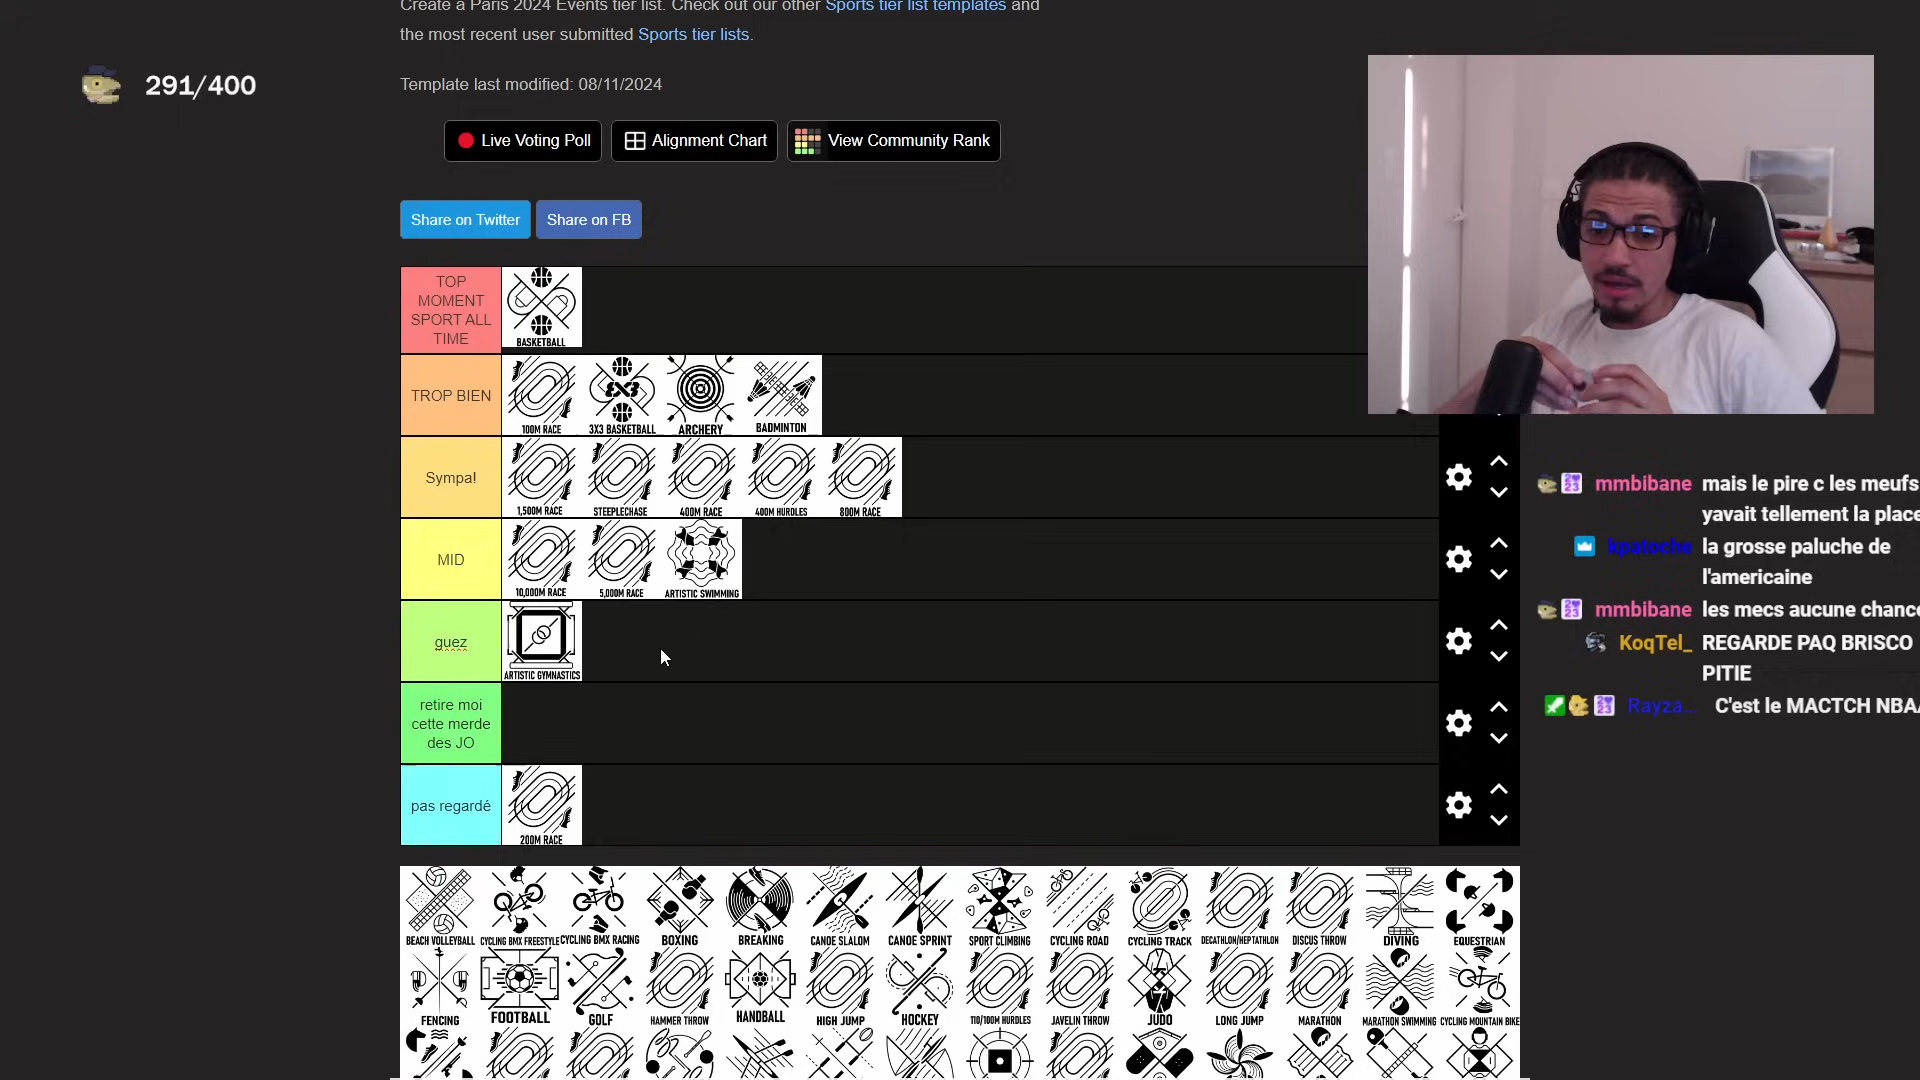 Create a Paris 2024 Events tier list. Check out our other Sports tier list templates and
the most recent user submitted Sports tier lists.
291/400
Template last modified: 08/11/2024
Live Voting Poll
Alignment Chart
View Community Rank
Share on Twitter
Share on FB
TOP
MOMENT
SPORT ALL
TIME
BASKETBALL
TROP BIEN
100M RACE
3X3
3X3 BASKETBALL
ARCHERY
BADMINTON
Sympa!
1,500M RACE
STEEPLECHASE
400M RACE
400M HURDLES
800M RACE
MID
10,000M RACE
5,000M RACE
ARTISTIC SWIMMING
guez
ARTISTIC GYMNASTICS
retire moi
cette merde
des JO
pas regardé
200M RACE
mmbibane mais le pire c les meufs
yavait tellement la place
kpatoche la grosse paluche de
l'americaine
mmbibane les mecs aucune chance
KoqTel_ REGARDE PAQ BRISCO
PITIE
Rayza... C'est le MACTCH NBA
BEACH VOLLEYBALL
CYCLING BMX FREESTYLE
CYCLING BMX RACING
BOXING
BREAKING
CANOE SLALOM
CANOE SPRINT
SPORT CLIMBING
CYCLING ROAD
CYCLING TRACK
DECATHLON/HEPTATHLON
DISCUS THROW
DIVING
EQUESTRIAN
FENCING
FOOTBALL
GOLF
HAMMER THROW
HANDBALL
HIGH JUMP
HOCKEY
110/100M HURDLES
JAVELIN THROW
JUDO
LONG JUMP
MARATHON
MARATHON SWIMMING
CYCLING MOUNTAIN BIKE